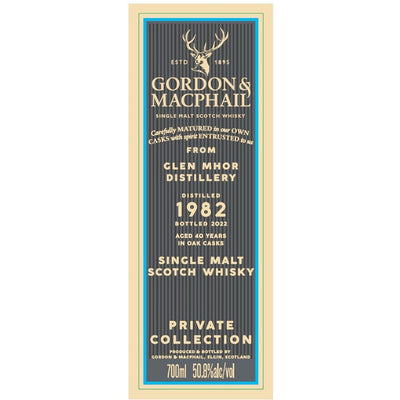 ESTD 1895
GORDON &
MACPHAIL
SINGLE MALT SCOTCH WHISKY
Carefully MATURED in our OWN
CASKS with spirit ENTRUSTED to us
FROM
GLEN MHOR
DISTILLERY
DISTILLED
1982
BOTTLED 2022
AGED 40 YEARS
IN OAK CASKS
SINGLE MALT
SCOTCH WHISKY
PRIVATE
COLLECTION
PRODUCED & BOTTLED BY
GORDON & MACPHAIL, ELGIN, SCOTLAND
700ml 50.8%alc/vol